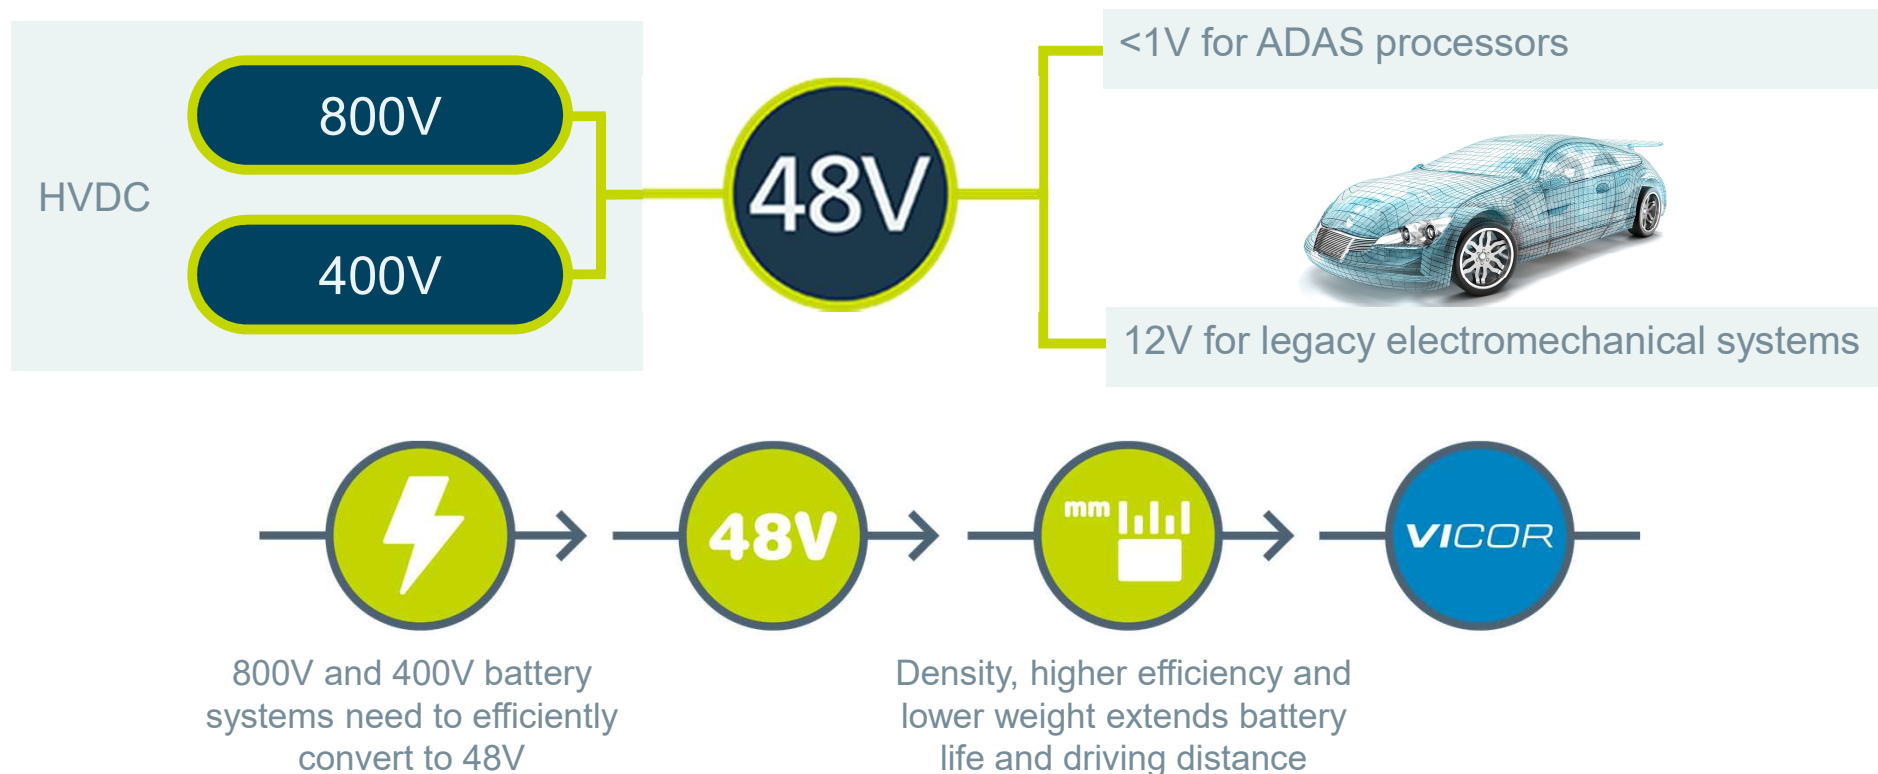 <1V for ADAS processors
800V
HVDC
48V
400V
12V for legacy electromechanical systems
48V
mm
VICOR
800V and 400V battery
systems need to efficiently
convert to 48V
Density, higher efficiency and
lower weight extends battery
life and driving distance